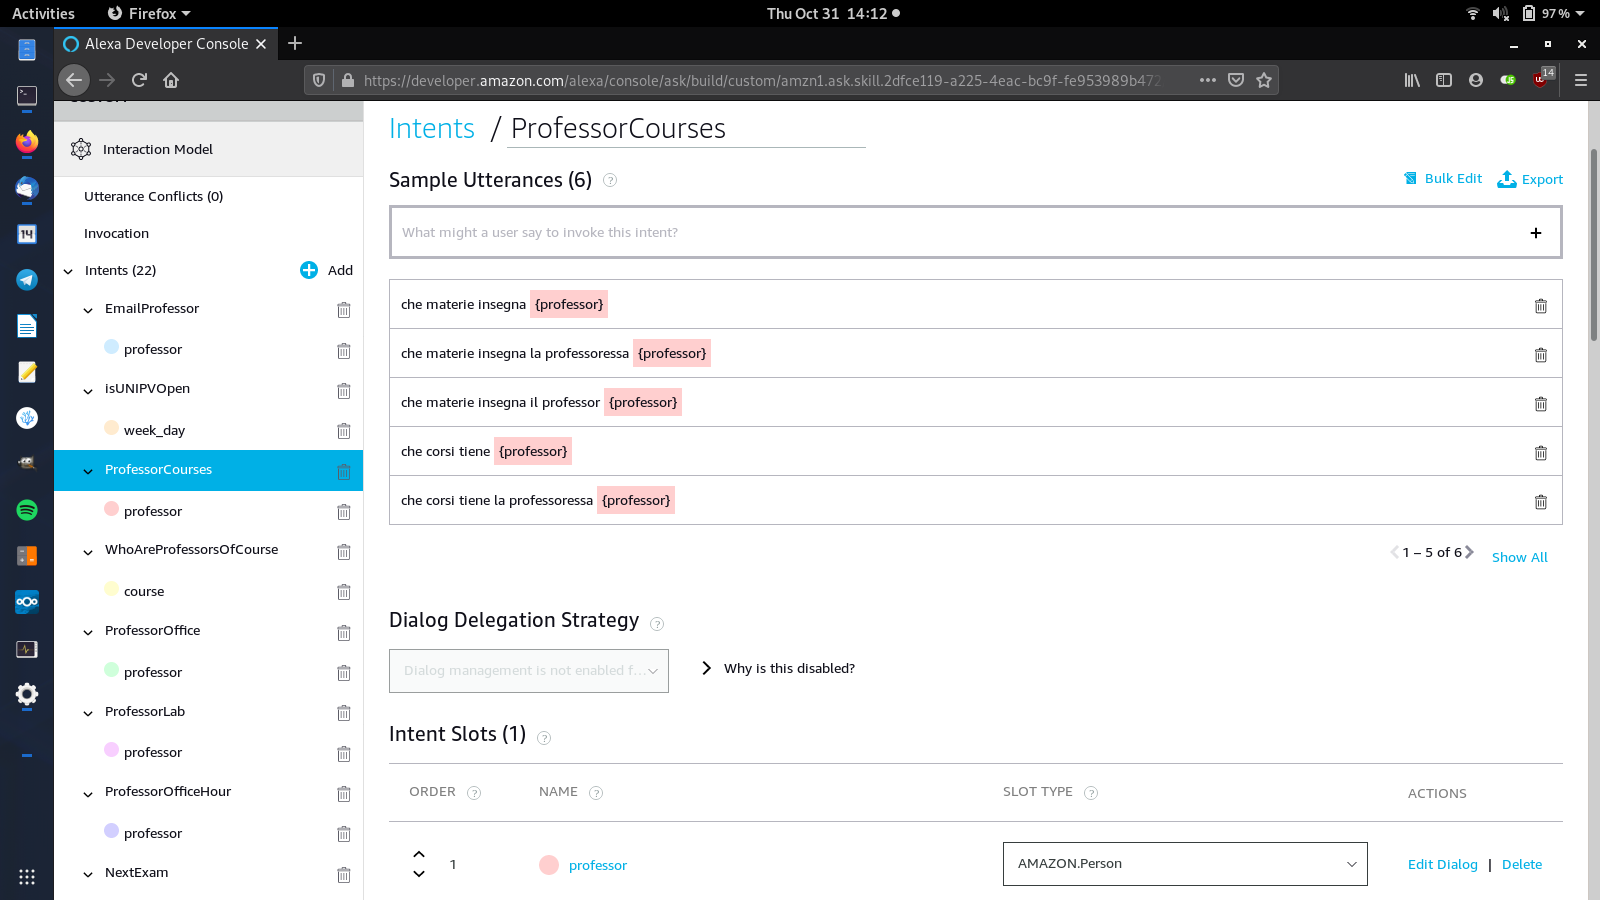 Activities Firefox Thu Oct 31 14:12 97 %
Alexa Developer Console
https://developer.amazon.com/alexa/console/ask/build/custom/amzn1.ask.skill.2dfce119-a225-4eac-bc9f-fe953989b472 14
Interaction Model
Utterance Conflicts (0)
Invocation
Intents (22) Add
EmailProfessor
professor
isUNIPVOpen
week_day
ProfessorCourses
professor
WhoAreProfessorsOfCourse
course
ProfessorOffice
professor
ProfessorLab
professor
ProfessorOfficeHour
professor
NextExam
Intents / ProfessorCourses
Sample Utterances (6) ? Bulk Edit Export
What might a user say to invoke this intent? +
che materie insegna {professor}
che materie insegna la professoressa {professor}
che materie insegna il professor {professor}
che corsi tiene {professor}
che corsi tiene la professoressa {professor}
1 – 5 of 6 Show All
Dialog Delegation Strategy ?
Dialog management is not enabled f... Why is this disabled?
Intent Slots (1) ?
ORDER ? NAME ? SLOT TYPE ? ACTIONS
1 professor AMAZON.Person Edit Dialog | Delete
14